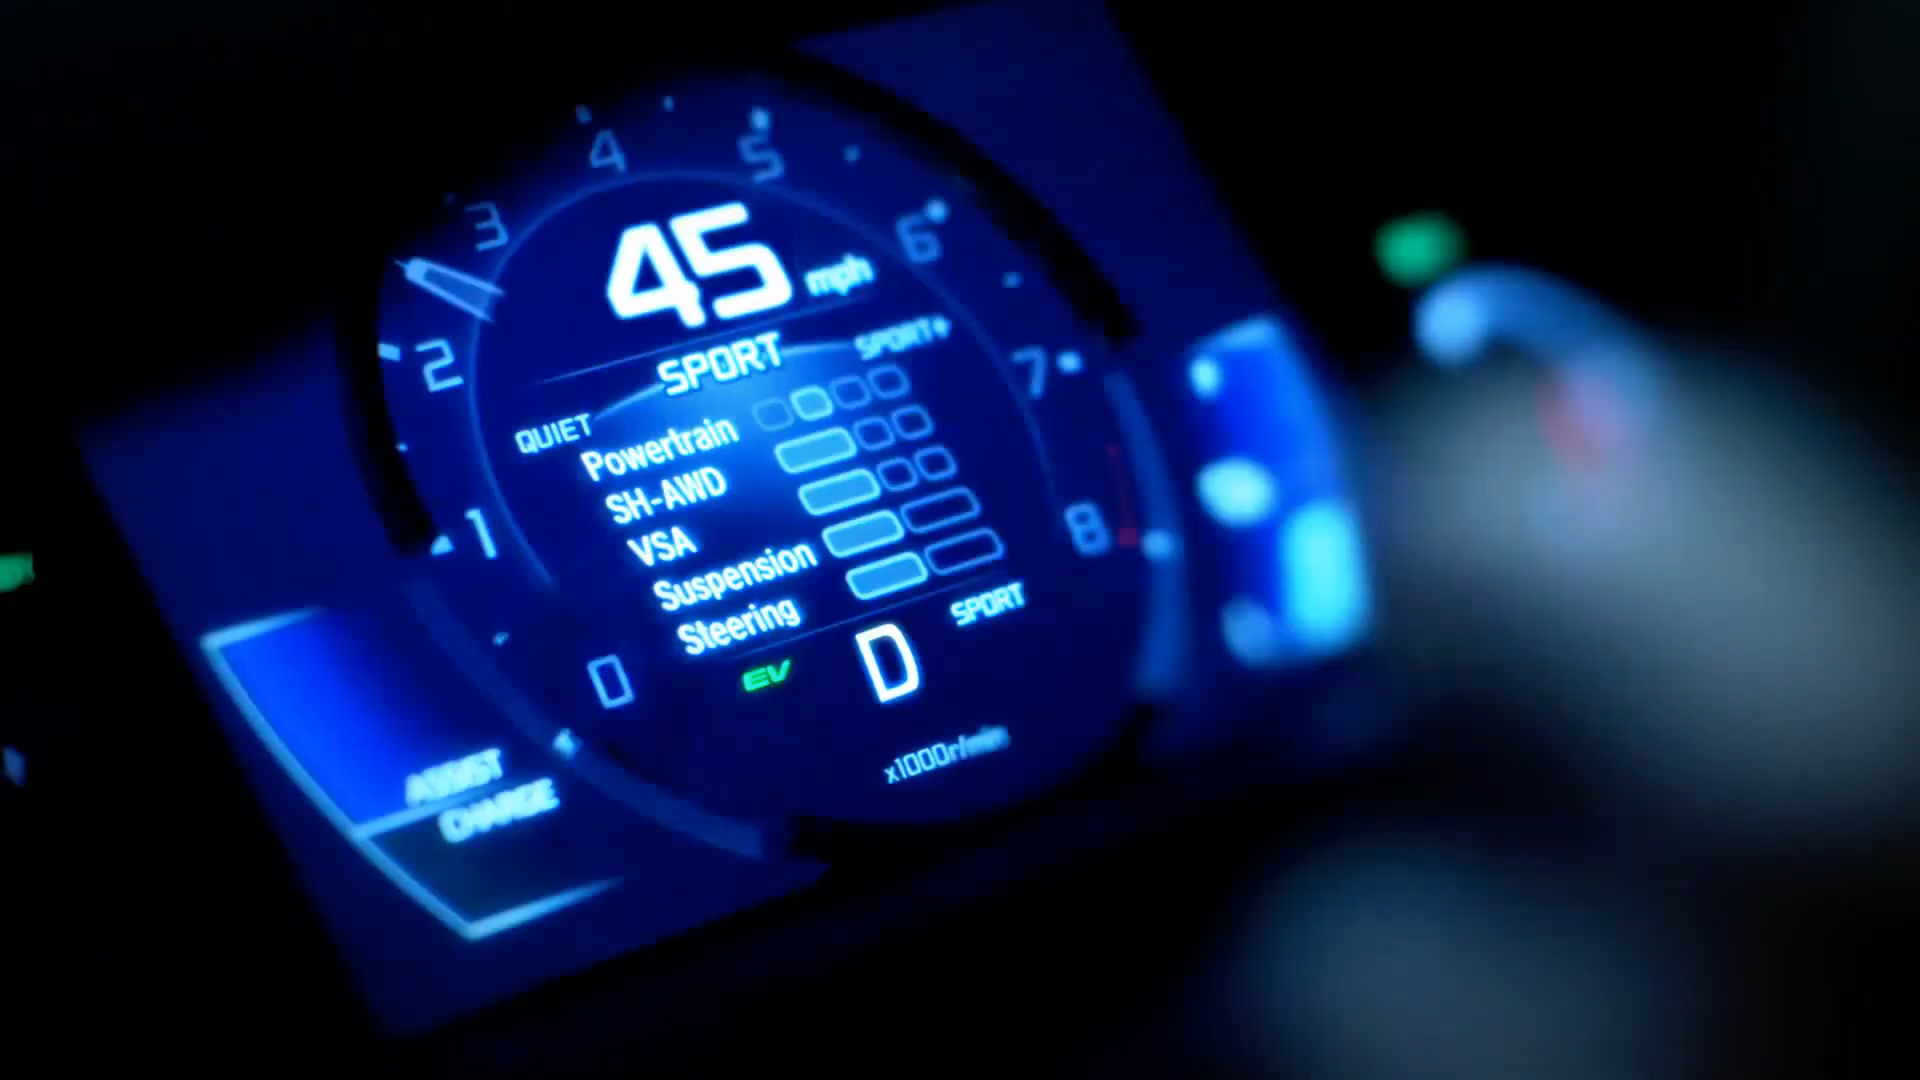 4
5
3
6
45 mph
2
SPORT SPORT+
7
QUIET
Powertrain
SH-AWD
VSA
1
Suspension
8
Steering
SPORT
0
EV
D
x1000r/min
ASSIST
CHARGE